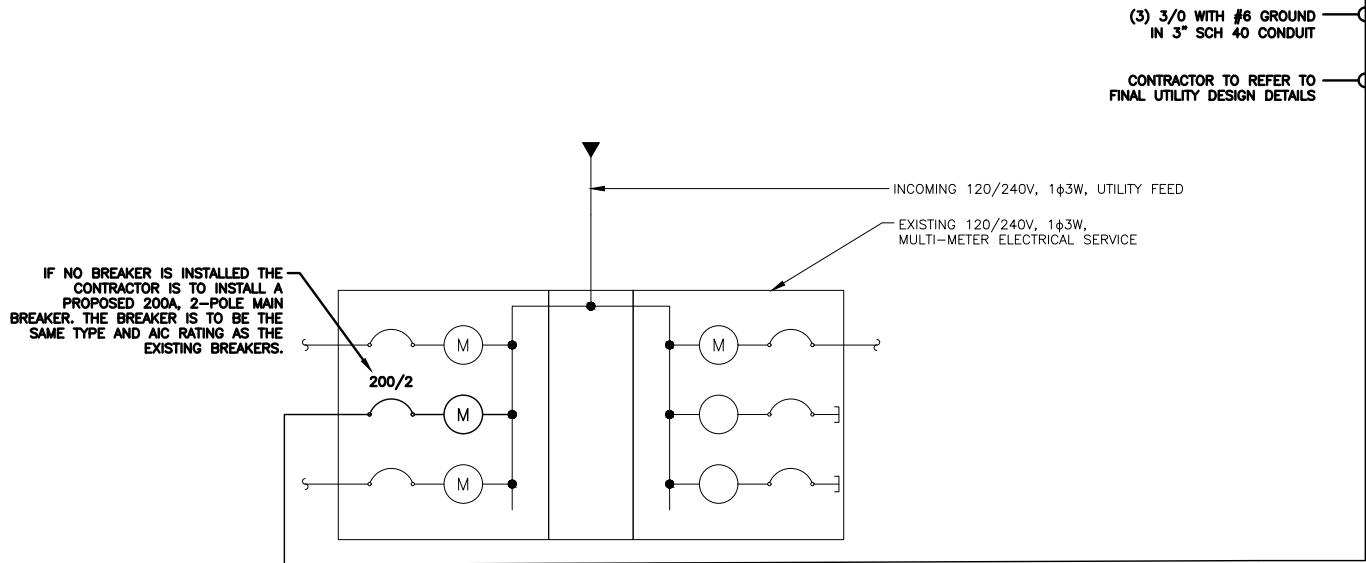 (3) 3/0 WITH #6 GROUND
IN 3" SCH 40 CONDUIT
CONTRACTOR TO REFER TO
FINAL UTILITY DESIGN DETAILS
INCOMING 120/240V, 1ϕ3W, UTILITY FEED
EXISTING 120/240V, 1ϕ3W,
MULTI-METER ELECTRICAL SERVICE
IF NO BREAKER IS INSTALLED THE
CONTRACTOR IS TO INSTALL A
PROPOSED 200A, 2-POLE MAIN
BREAKER. THE BREAKER IS TO BE THE
SAME TYPE AND AIC RATING AS THE
EXISTING BREAKERS.
M
M
200/2
M
M